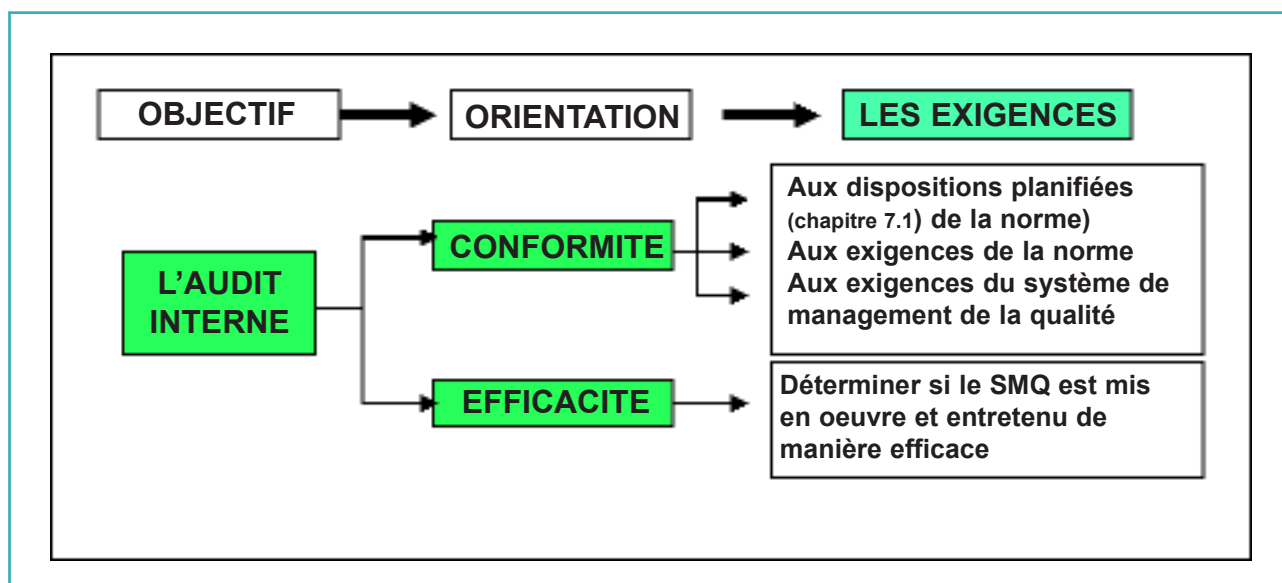 OBJECTIF
ORIENTATION
LES EXIGENCES
L'AUDIT
INTERNE
CONFORMITE
Aux dispositions planifiées
(chapitre 7.1) de la norme)
Aux exigences de la norme
Aux exigences du système de
management de la qualité
EFFICACITE
Déterminer si le SMQ est mis
en oeuvre et entretenu de
manière efficace